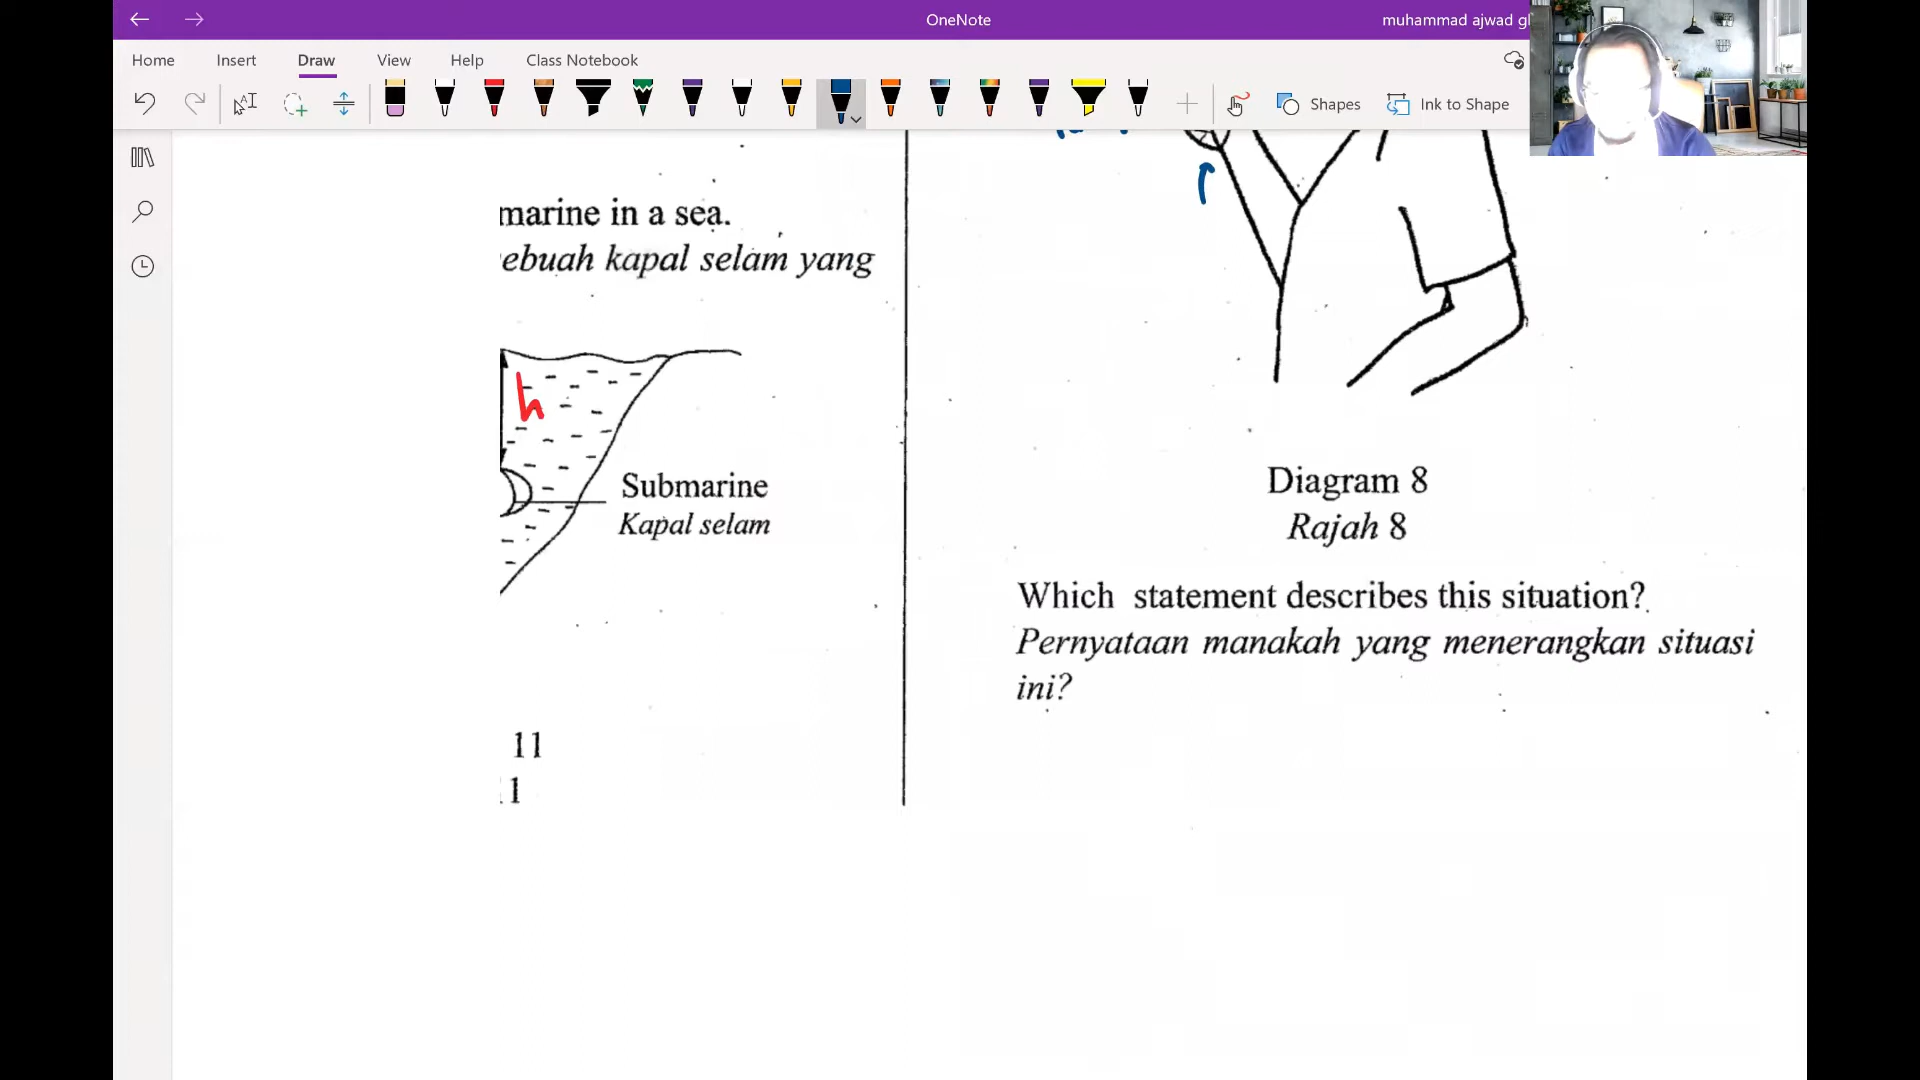 OneNote
muhammad ajwad
Home Insert Draw View Help Class Notebook
Shapes Ink to Shape
marine in a sea.
ebuah kapal selam yang
h
Submarine
Kapal selam
11
1
Diagram 8
Rajah 8
Which statement describes this situation?
Pernyataan manakah yang menerangkan situasi
ini?